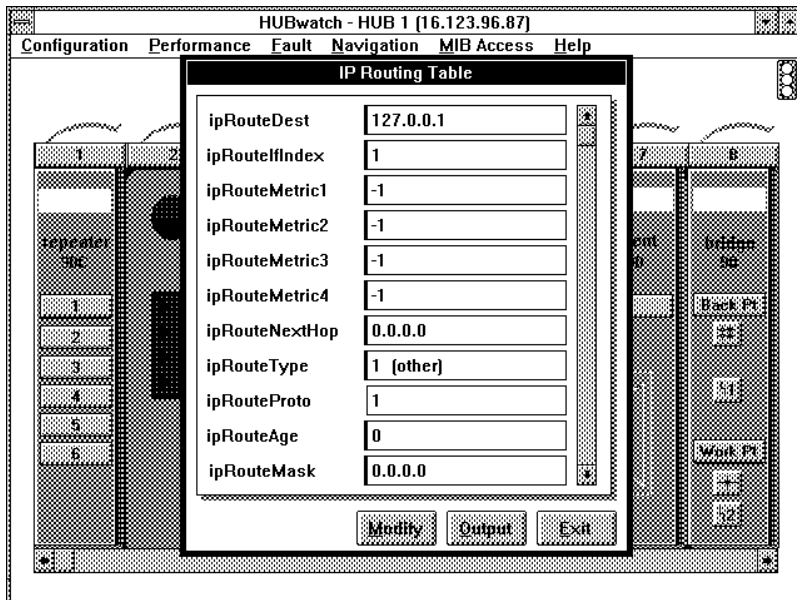 HUBwatch - HUB 1 (16.123.96.87)
Configuration Performance Fault Navigation MIB Access Help
IP Routing Table
ipRouteDest 127.0.0.1
ipRouteIfIndex 1
ipRouteMetric1 -1
ipRouteMetric2 -1
ipRouteMetric3 -1
ipRouteMetric4 -1
ipRouteNextHop 0.0.0.0
ipRouteType 1 (other)
ipRouteProto 1
ipRouteAge 0
ipRouteMask 0.0.0.0
Modify Output Exit
1
repeater
90C
1
2
3
4
5
6
7
8
bridge
90
Back Pt
Work Pt